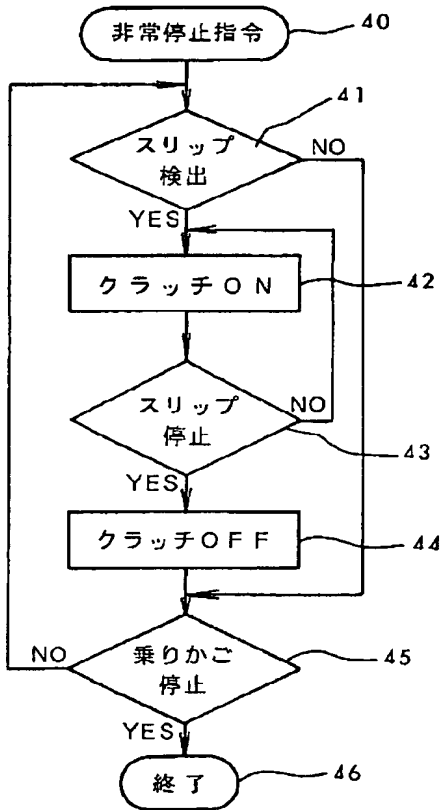 非常停止指令
40
41
スリップ
検出
NO
YES
クラッチON
42
スリップ
停止
NO
43
YES
クラッチOFF
44
NO
乗りかご
停止
45
YES
終了
46